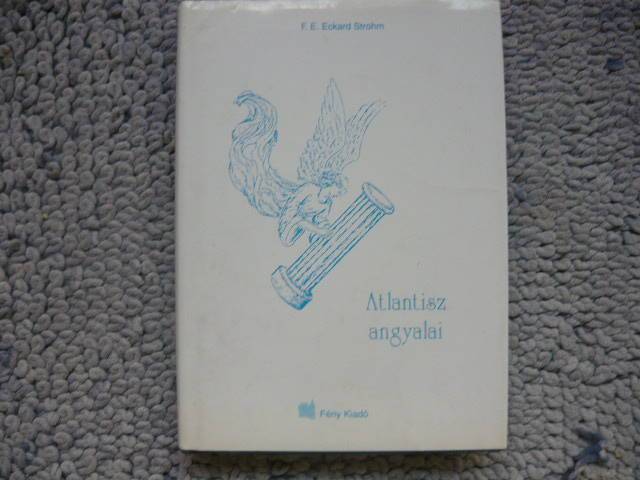 F. E. Eckard Strohm
Atlantisz
angyalai
Fény Kiadó